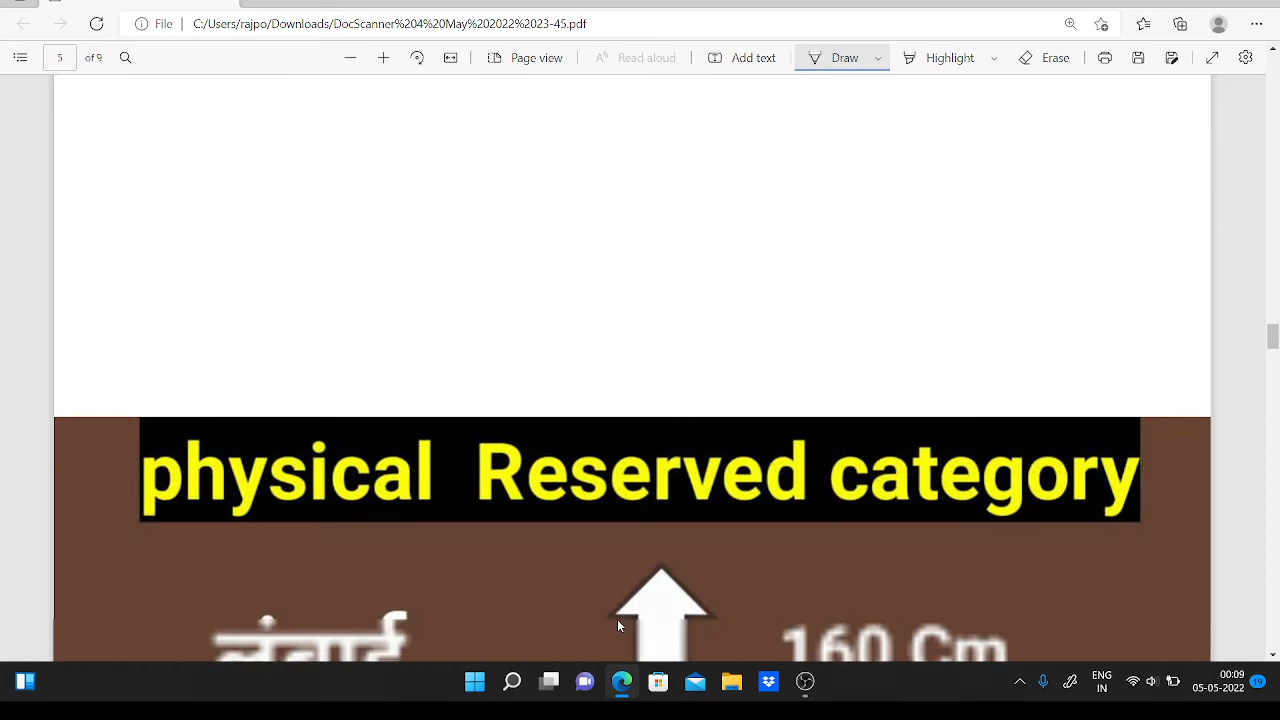 File C:/Users/rajpo/Downloads/DocScanner%204%20May%202022%2023-45.pdf
5 of 9 Page view Read aloud Add text Draw Highlight Erase
physical Reserved category
लंबाई 160 Cm
ENG 00:09
IN 05-05-2022 19